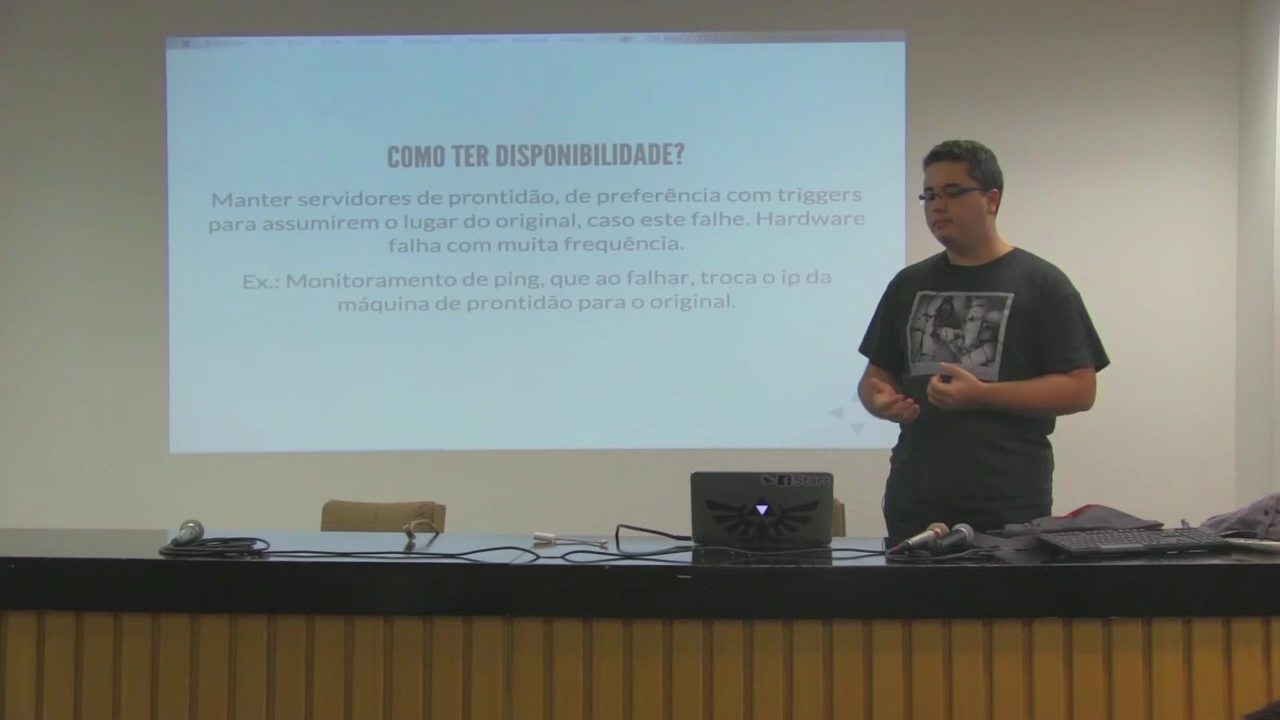 COMO TER DISPONIBILIDADE?
Manter servidores de prontidão, de preferência com triggers
para assumirem o lugar do original, caso este falhe. Hardware
falha com muita frequência.
Ex.: Monitoramento de ping, que ao falhar, troca o ip da
máquina de prontidão para o original.
Start